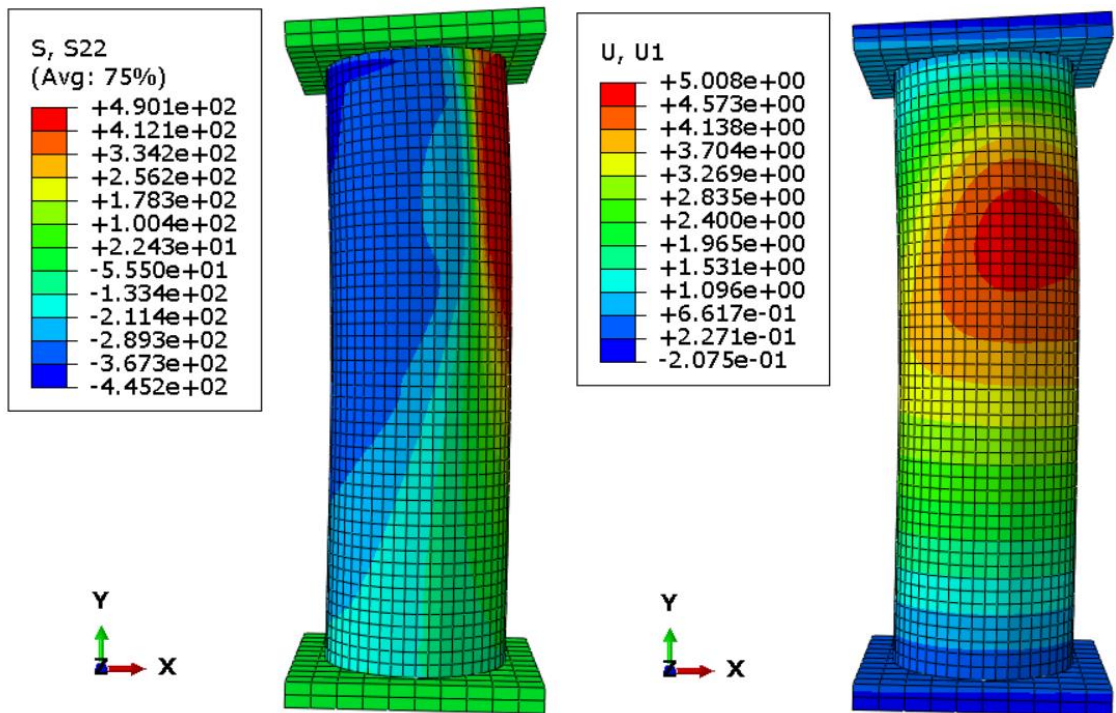 S, S22
(Avg: 75%)
+4.901e+02
+4.121e+02
+3.342e+02
+2.562e+02
+1.783e+02
+1.004e+02
+2.243e+01
-5.550e+01
-1.334e+02
-2.114e+02
-2.893e+02
-3.673e+02
-4.452e+02
Y
Z
X
U, U1
+5.008e+00
+4.573e+00
+4.138e+00
+3.704e+00
+3.269e+00
+2.835e+00
+2.400e+00
+1.965e+00
+1.531e+00
+1.096e+00
+6.617e-01
+2.271e-01
-2.075e-01
Y
Z
X